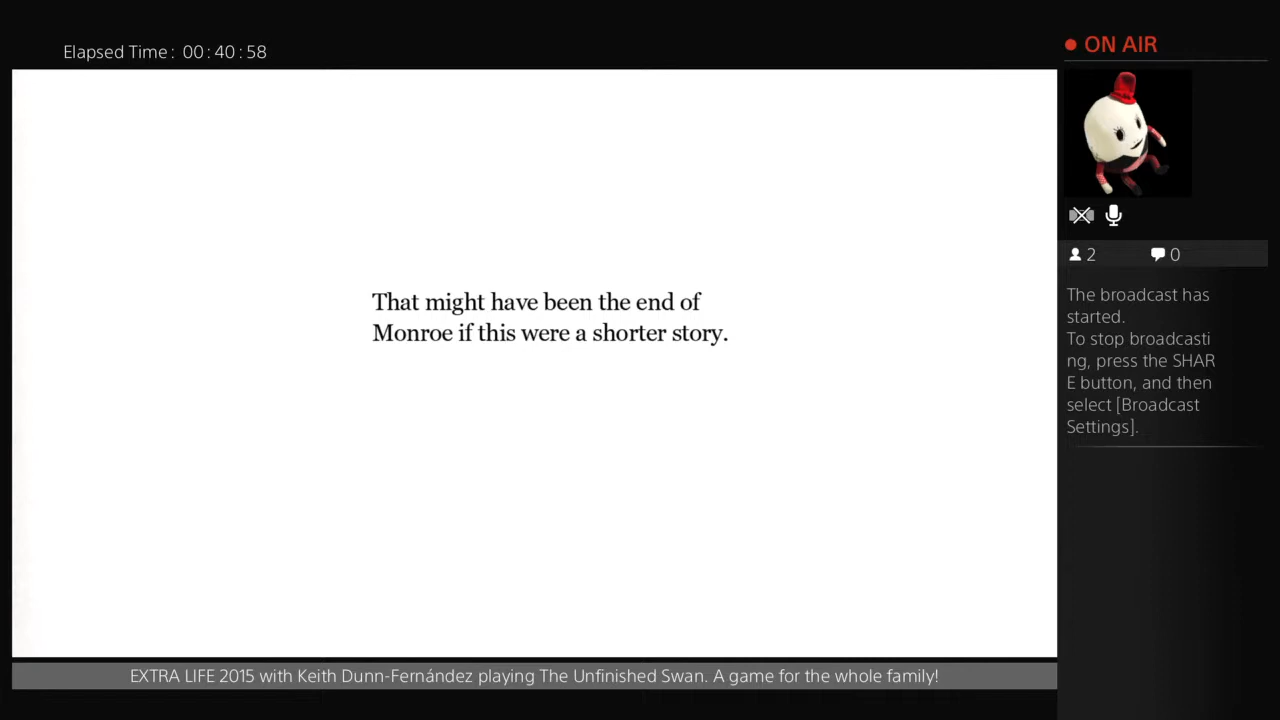 Elapsed Time: 00:40:58
ON AIR
That might have been the end of
Monroe if this were a shorter story.
2
0
The broadcast has
started.
To stop broadcasti
ng, press the SHAR
E button, and then
select [Broadcast
Settings].
EXTRA LIFE 2015 with Keith Dunn-Fernández playing The Unfinished Swan. A game for the whole family!